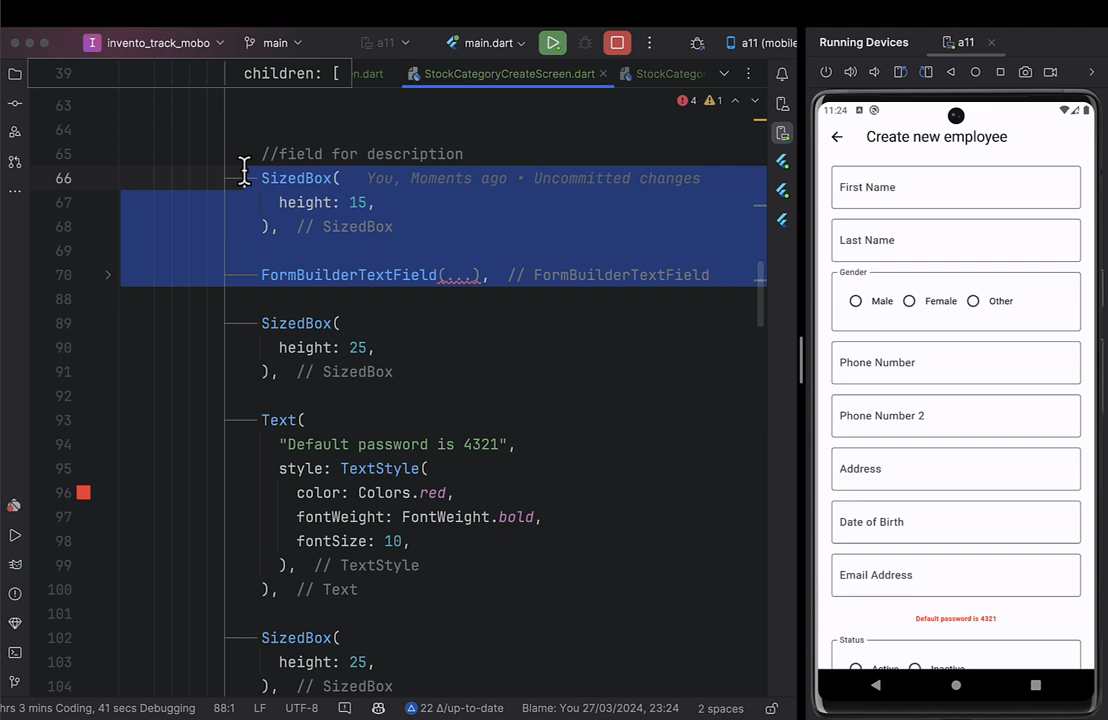 I invento_track_mobo main a11 main.dart a11 (mobile
Running Devices a11
39 children: [ en.dart StockCategoryCreateScreen.dart StockCatego
4 1
63
64
65 //field for description
66 SizedBox( You, Moments ago • Uncommitted changes
67 height: 15,
68 ), // SizedBox
69
70 FormBuilderTextField(...), // FormBuilderTextField
88
89 SizedBox(
90 height: 25,
91 ), // SizedBox
92
93 Text(
94 "Default password is 4321",
95 style: TextStyle(
96 color: Colors.red,
97 fontWeight: FontWeight.bold,
98 fontSize: 10,
99 ), // TextStyle
100 ), // Text
101
102 SizedBox(
103 height: 25,
104 ), // SizedBox
hrs 3 mins Coding, 41 secs Debugging 88:1 LF UTF-8 22 Δ/up-to-date Blame: You 27/03/2024, 23:24 2 spaces
11:24
Create new employee
First Name
Last Name
Gender
Male Female Other
Phone Number
Phone Number 2
Address
Date of Birth
Email Address
Default password is 4321
Status
Active Inactive